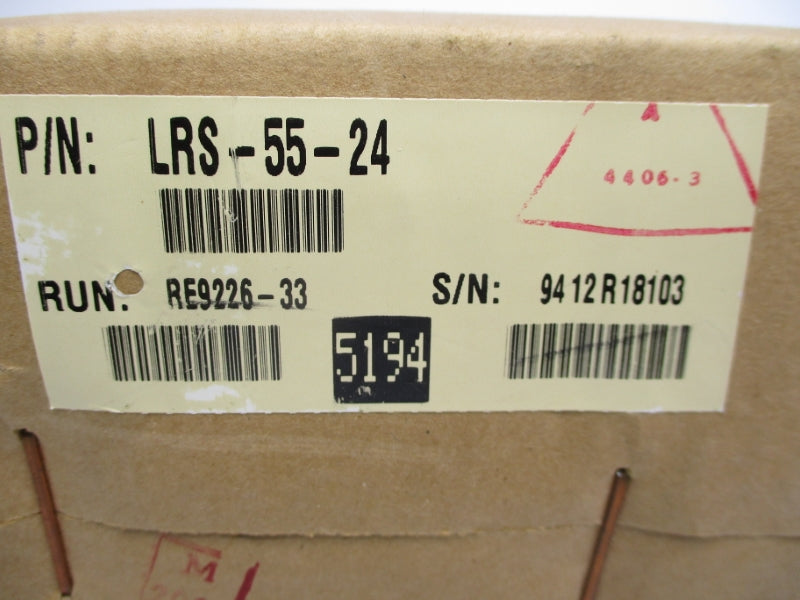 P/N: LRS-55-24
4406-3
RUN: RE9226-33
S/N: 9412R18103
5194
M